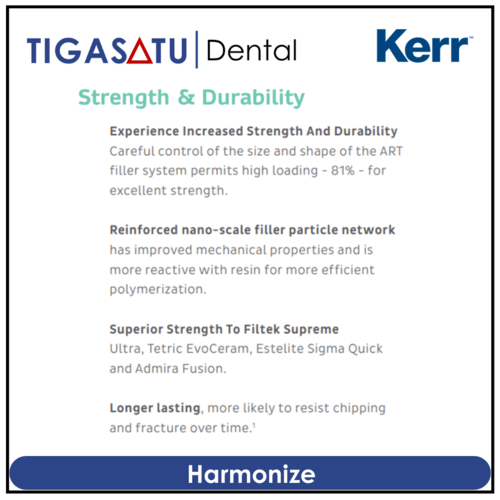 TIGASATU | Dental
Kerr™
Strength & Durability
Experience Increased Strength And Durability
Careful control of the size and shape of the ART
filler system permits high loading - 81% - for
excellent strength.
Reinforced nano-scale filler particle network
has improved mechanical properties and is
more reactive with resin for more efficient
polymerization.
Superior Strength To Filtek Supreme
Ultra, Tetric EvoCeram, Estelite Sigma Quick
and Admira Fusion.
Longer lasting, more likely to resist chipping
and fracture over time.¹
Harmonize